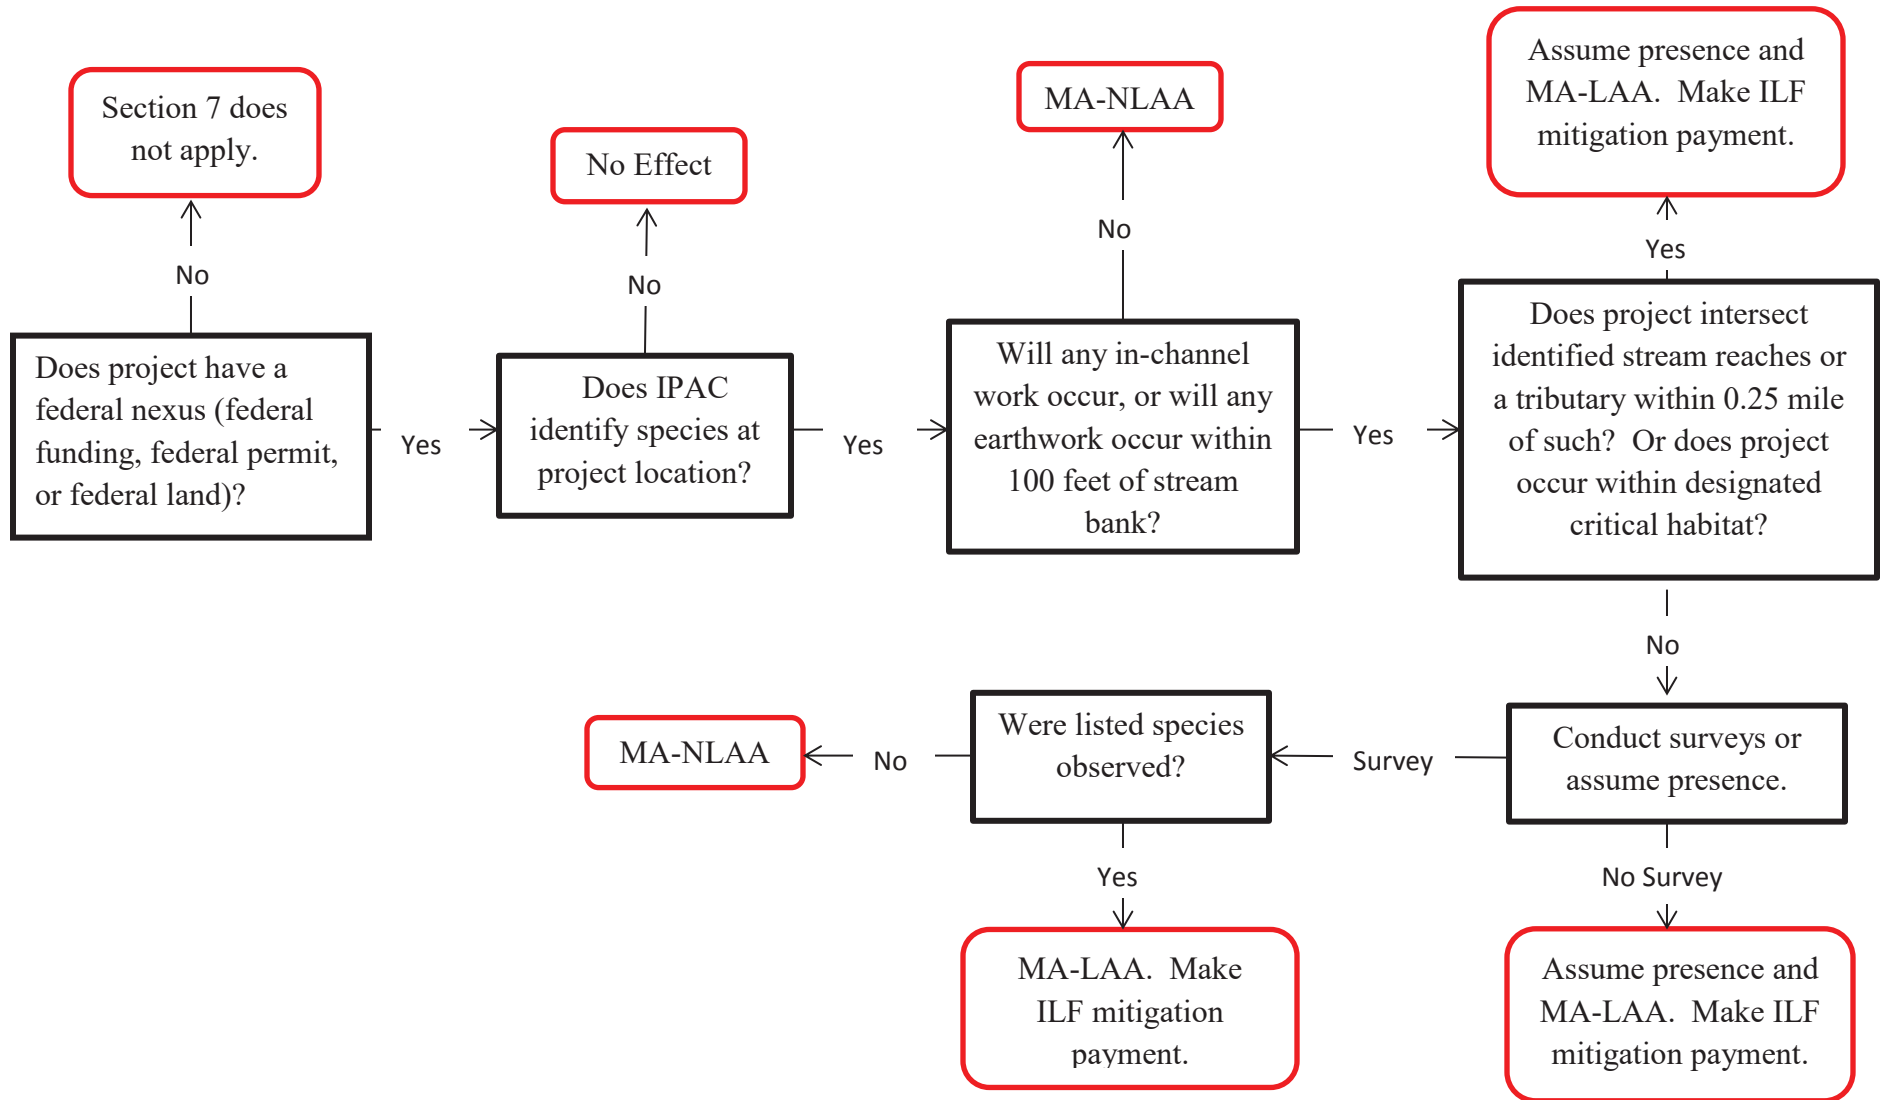 Section 7 does
not apply.
No
Does project have a
federal nexus (federal
funding, federal permit,
or federal land)?
Yes
No Effect
No
Does IPAC
identify species at
project location?
Yes
MA-NLAA
No
Will any in-channel
work occur, or will any
earthwork occur within
100 feet of stream
bank?
Yes
Assume presence and
MA-LAA. Make ILF
mitigation payment.
Yes
Does project intersect
identified stream reaches or
a tributary within 0.25 mile
of such? Or does project
occur within designated
critical habitat?
No
Conduct surveys or
assume presence.
Survey
Were listed species
observed?
No
MA-NLAA
Yes
MA-LAA. Make
ILF mitigation
payment.
No Survey
Assume presence and
MA-LAA. Make ILF
mitigation payment.